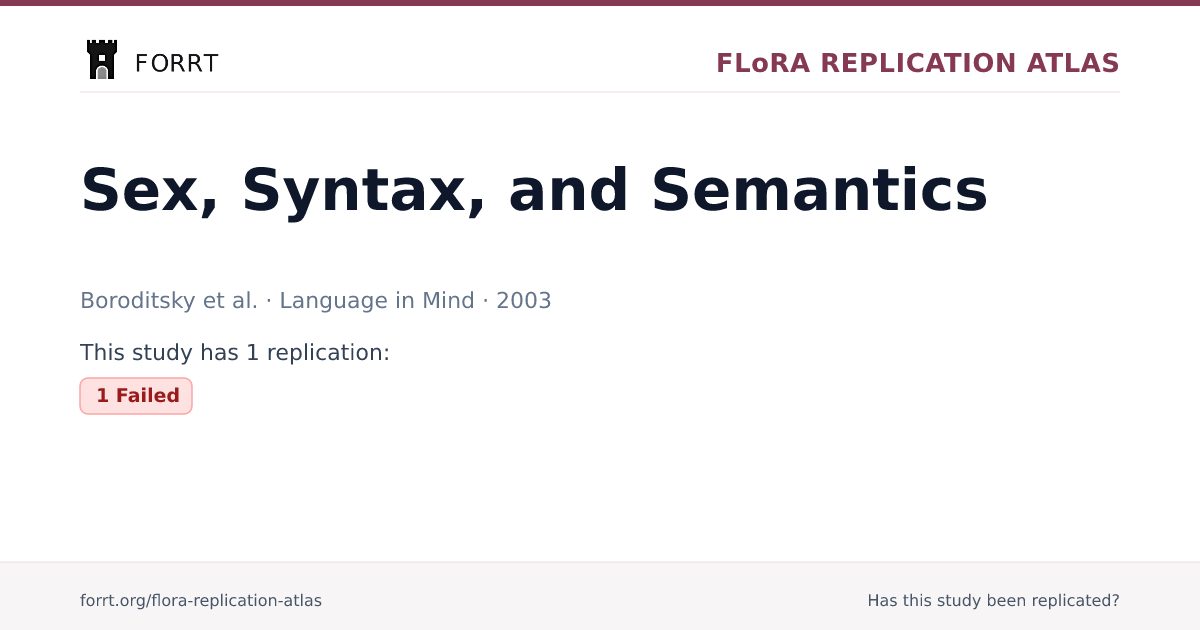 FORRT
FLoRA REPLICATION ATLAS
Sex, Syntax, and Semantics
Boroditsky et al. · Language in Mind · 2003
This study has 1 replication:
1 Failed
forrt.org/flora-replication-atlas
Has this study been replicated?